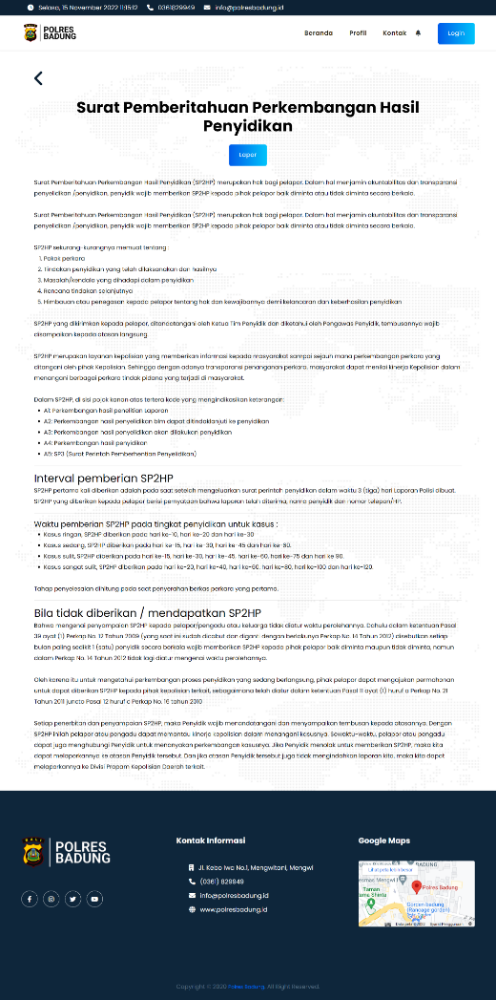 Selasa, 15 November 2022 11:15:12 0361829949 info@polresbadung.id
POLRES
BADUNG
Beranda Profil Kontak Login
Surat Pemberitahuan Perkembangan Hasil
Penyidikan
Lapor
Surat Pemberitahuan Perkembangan Hasil Penyidikan (SP2HP) merupakan hak bagi pelapor. Dalam hal menjamin akuntabilitas dan transparansi
penyelidikan /penyidikan, penyidik wajib memberikan SP2HP kepada pihak pelapor baik diminta atau tidak diminta secara berkala.
Surat Pemberitahuan Perkembangan Hasil Penyidikan (SP2HP) merupakan hak bagi pelapor. Dalam hal menjamin akuntabilitas dan transparansi
penyelidikan /penyidikan, penyidik wajib memberikan SP2HP kepada pihak pelapor baik diminta atau tidak diminta secara berkala.
SP2HP sekurang-kurangnya memuat tentang :
1. Pokok perkara
2. Tindakan penyidikan yang telah dilaksanakan dan hasilnya
3. Masalah/kendala yang dihadapi dalam penyidikan
4. Rencana tindakan selanjutnya
5. Himbauan atau penegasan kepada pelapor tentang hak dan kewajibannya demi kelancaran dan keberhasilan penyidikan
SP2HP yang dikirimkan kepada pelapor, ditandatangani oleh Ketua Tim Penyidik dan diketahui oleh Pengawas Penyidik, tembusannya wajib
disampaikan kepada atasan langsung.
SP2HP merupakan layanan kepolisian yang memberikan informasi kepada masyarakat sampai sejauh mana perkembangan perkara yang
ditangani oleh pihak Kepolisian. Sehingga dengan adanya transparansi penanganan perkara, masyarakat dapat menilai kinerja Kepolisian dalam
menangani berbagai perkara tindak pidana yang terjadi di masyarakat.
Dalam SP2HP, di sisi pojok kanan atas tertera kode yang mengindikasikan keterangan:
A1: Perkembangan hasil penelitian Laporan
A2: Perkembangan hasil penyelidikan blm dapat ditindaklanjuti ke penyidikan
A3: Perkembangan hasil penyelidikan akan dilakukan penyidikan
A4: Perkembangan hasil penyidikan
A5: SP3 (Surat Perintah Pemberhentian Penyelidikan)
Interval pemberian SP2HP
SP2HP pertama kali diberikan adalah pada saat setelah mengeluarkan surat perintah penyidikan dalam waktu 3 (tiga) hari Laporan Polisi dibuat.
SP2HP yang diberikan kepada pelapor berisi pernyataan bahwa laporan telah diterima, nama penyidik dan nomor telepon/HP.
Waktu pemberian SP2HP pada tingkat penyidikan untuk kasus :
Kasus ringan, SP2HP diberikan pada hari ke-10, hari ke-20 dan hari ke-30
Kasus sedang, SP2HP diberikan pada hari ke-15, hari ke-30, hari ke-45 dan hari ke-60.
Kasus sulit, SP2HP diberikan pada hari ke-15, hari ke-30, hari ke-45, hari ke-60, hari ke-75 dan hari ke 90.
Kasus sangat sulit, SP2HP diberikan pada hari ke-20, hari ke-40, hari ke-60, hari ke-80, hari ke-100 dan hari ke-120.
Tahap penyelesaian dihitung pada saat penyerahan berkas perkara yang pertama.
Bila tidak diberikan / mendapatkan SP2HP
Bahwa mengenai penyampaian SP2HP kepada pelapor/pengadu atau keluarga tidak diatur waktu perolehannya. Dahulu dalam ketentuan Pasal
39 ayat (1) Perkap No. 12 Tahun 2009 (yang saat ini sudah dicabut dan diganti dengan berlakunya Perkap No. 14 Tahun 2012) disebutkan setiap
bulan paling sedikit 1 (satu) penyidik secara berkala wajib memberikan SP2HP kepada pihak pelapor baik diminta maupun tidak diminta, namun
dalam Perkap No. 14 Tahun 2012 tidak lagi diatur mengenai waktu perolehannya.
Oleh karena itu untuk mengetahui perkembangan proses penyidikan yang sedang berlangsung, pihak pelapor dapat mengajukan permohonan
untuk dapat diberikan SP2HP kepada pihak kepolisian terkait, sebagaimana telah diatur dalam ketentuan Pasal 11 ayat (1) huruf a Perkap No. 21
Tahun 2011 juncto Pasal 12 huruf c Perkap No. 16 tahun 2010
Setiap penerbitan dan penyampaian SP2HP, maka Penyidik wajib menandatangani dan menyampaikan tembusan kepada atasannya. Dengan
SP2HP inilah pelapor atau pengadu dapat memantau kinerja kepolisian dalam menangani kasusnya. Sewaktu-waktu, pelapor atau pengadu
dapat juga menghubungi Penyidik untuk menanyakan perkembangan kasusnya. Jika Penyidik menolak untuk memberikan SP2HP, maka kita
dapat melaporkannya ke atasan Penyidik tersebut. Dan jika atasan Penyidik tersebut juga tidak mengindahkan laporan kita, maka kita dapat
melaporkannya ke Divisi Propam Kepolisian Daerah terkait.
POLRES
BADUNG
Kontak Informasi
Jl. Kebo Iwa No.1, Mengwitani, Mengwi
(0361) 829949
info@polresbadung.id
www.polresbadung.id
Google Maps
BADUNG
Lihat peta lebih besar
Polres Badung
Taman
Data peta ©2022
Copyright © 2020 Polres Badung, All Right Reserved.